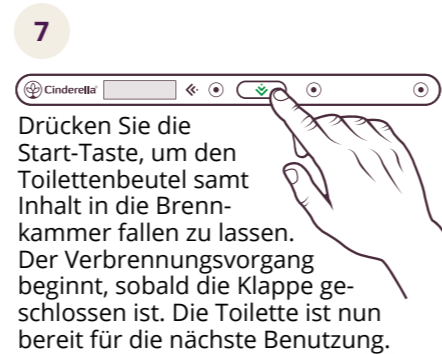 7
Cinderella
Drücken Sie die
Start-Taste, um den
Toilettenbeutel samt
Inhalt in die Brenn-
kammer fallen zu lassen.
Der Verbrennungsvorgang
beginnt, sobald die Klappe ge-
schlossen ist. Die Toilette ist nun
bereit für die nächste Benutzung.